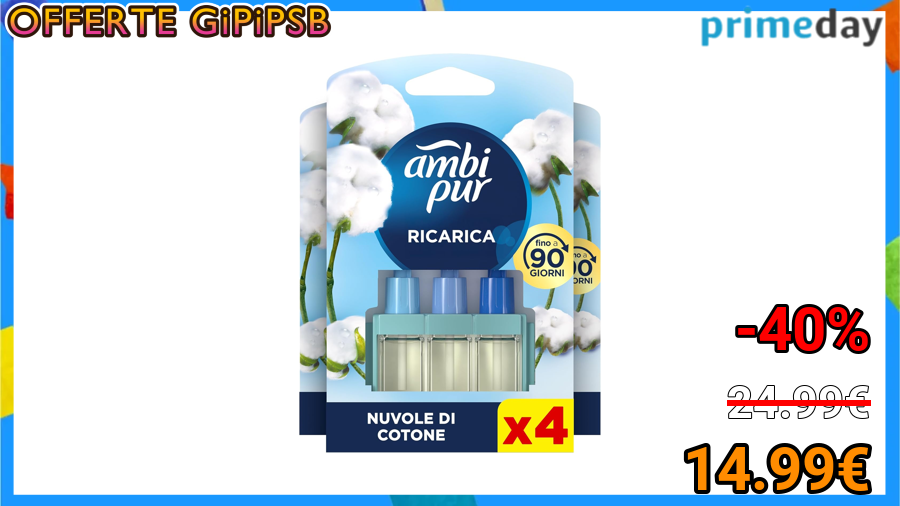 OFFERTE GiPiPSB
primeday
ambi
pur
RICARICA
fino a
90
GIORNI
NUVOLE DI
COTONE
x4
-40%
24.99€
14.99€